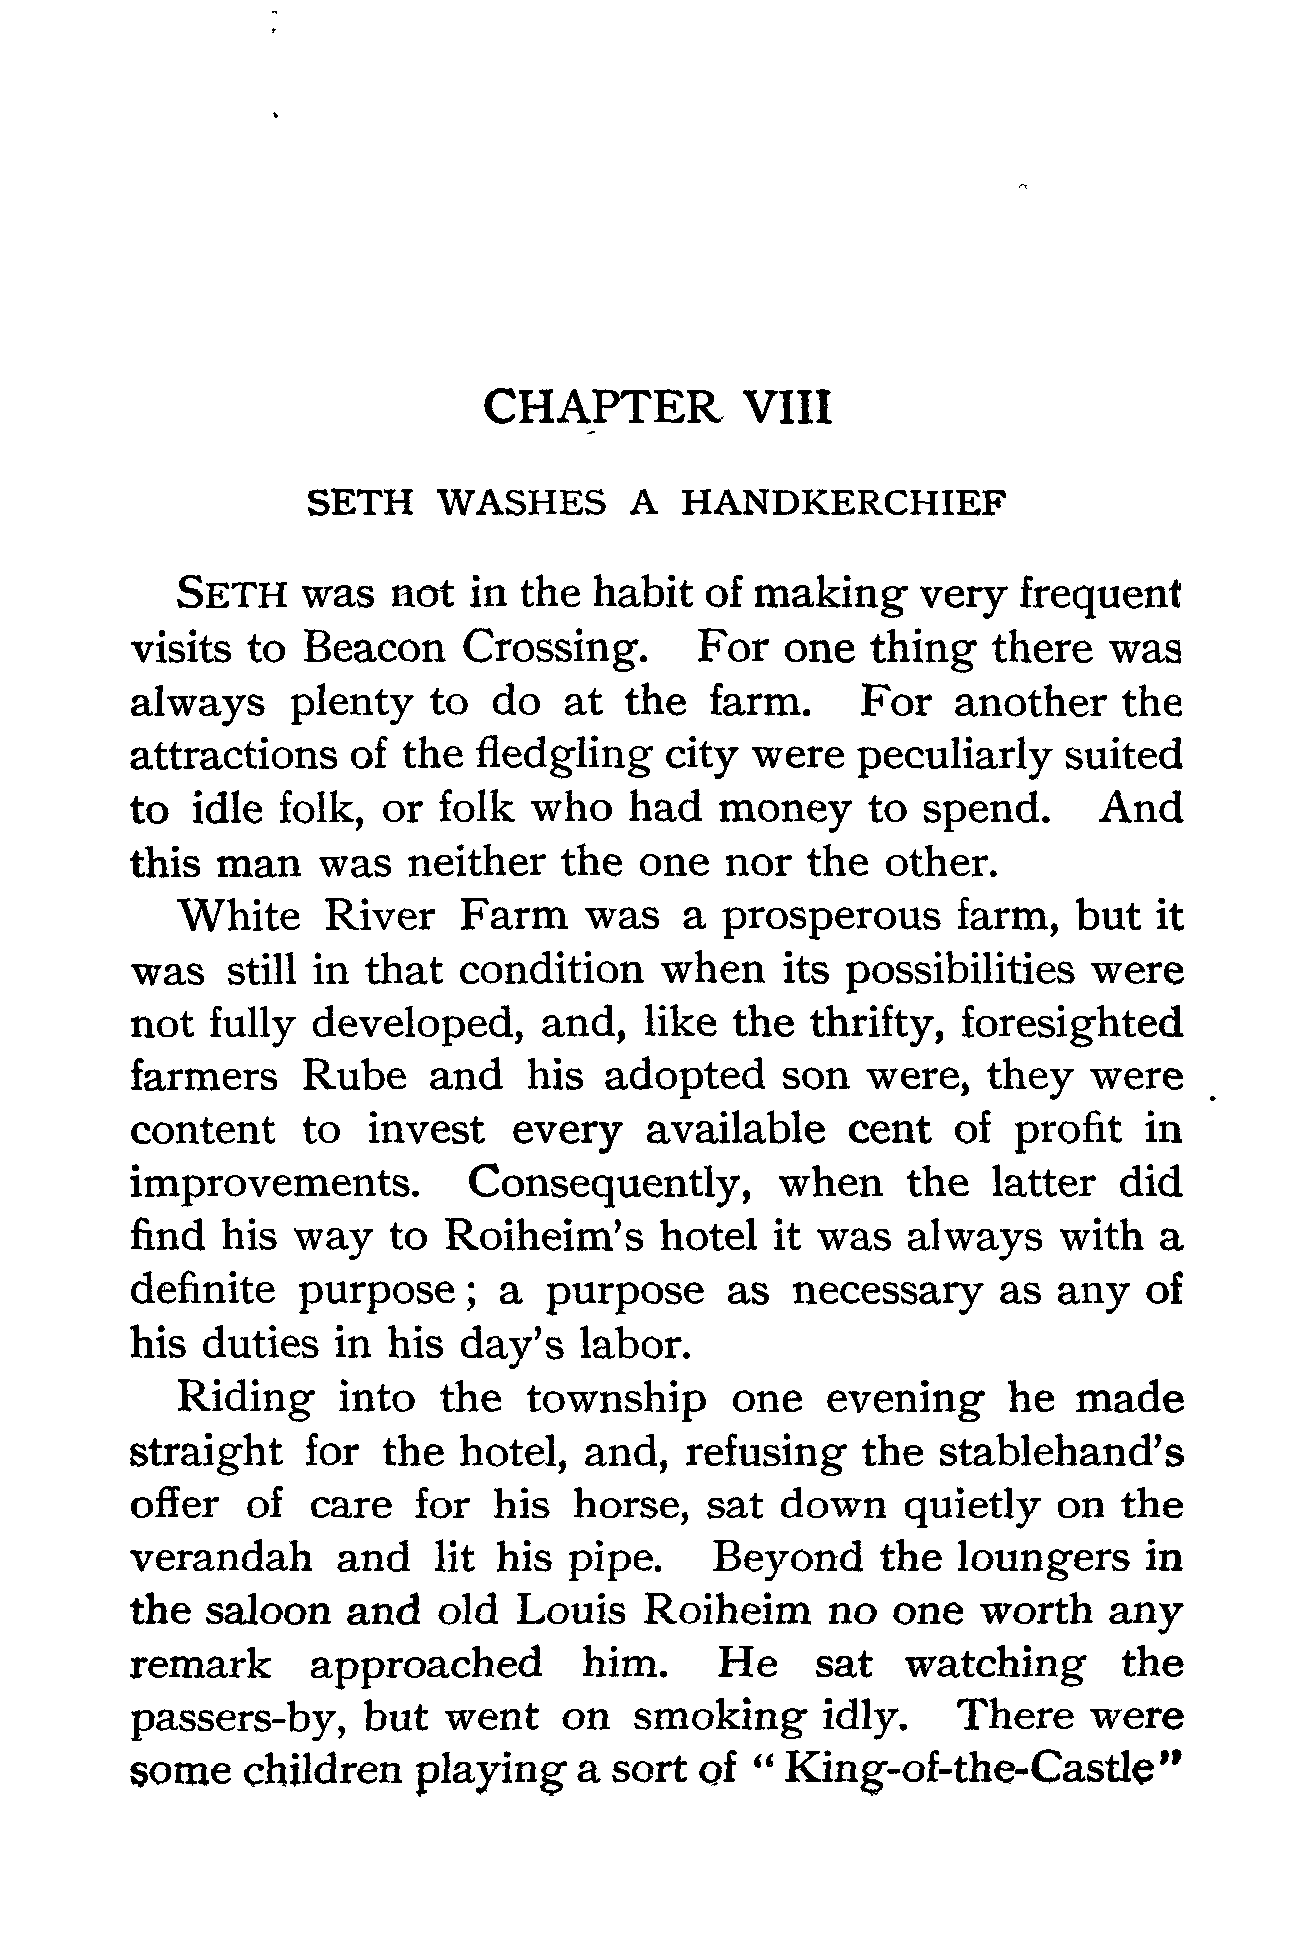 CHAPTER VIII
SETH WASHES A HANDKERCHIEF
SETH was not in the habit of making very frequent
visits to Beacon Crossing. For one thing there was
always plenty to do at the farm. For another the
attractions of the fledgling city were peculiarly suited
to idle folk, or folk who had money to spend. And
this man was neither the one nor the other.
White River Farm was a prosperous farm, but it
was still in that condition when its possibilities were
not fully developed, and, like the thrifty, foresighted
farmers Rube and his adopted son were, they were
content to invest every available cent of profit in
improvements. Consequently, when the latter did
find his way to Roiheim's hotel it was always with a
definite purpose; a purpose as necessary as any of
his duties in his day's labor.
Riding into the township one evening he made
straight for the hotel, and, refusing the stablehand's
offer of care for his horse, sat down quietly on the
verandah and lit his pipe. Beyond the loungers in
the saloon and old Louis Roiheim no one worth any
remark approached him. He sat watching the
passers-by, but went on smoking idly. There were
some children playing a sort of "King-of-the-Castle"